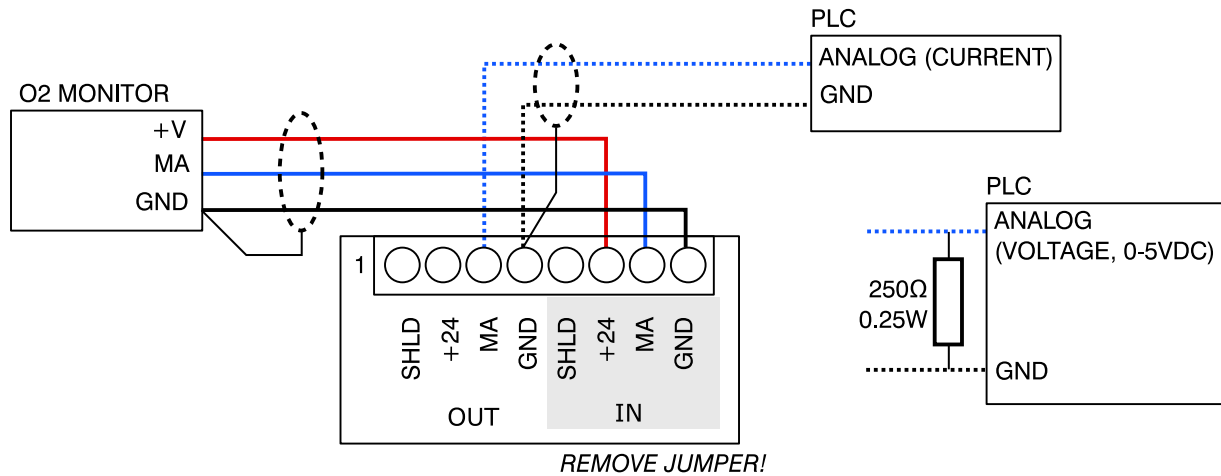 PLC
ANALOG (CURRENT)
GND
O2 MONITOR
+V
MA
GND
PLC
ANALOG
(VOLTAGE, 0-5VDC)
250Ω
0.25W
GND
1
SHLD
+24
MA
GND
SHLD
+24
MA
GND
OUT
IN
REMOVE JUMPER!